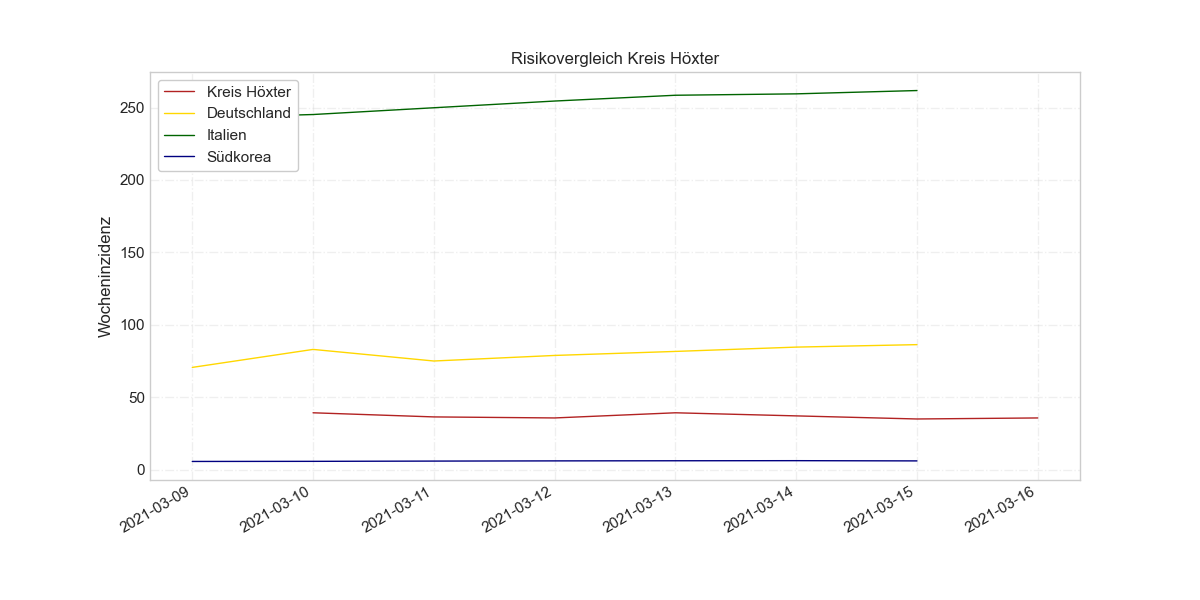 Risikovergleich Kreis Höxter
Kreis Höxter
Deutschland
Italien
Südkorea
Wocheninzidenz
250
200
150
100
50
0
2021-03-09
2021-03-10
2021-03-11
2021-03-12
2021-03-13
2021-03-14
2021-03-15
2021-03-16